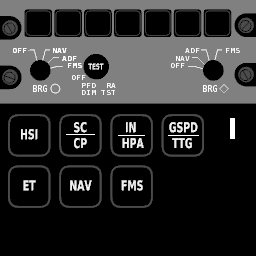 OFF NAV ADF FMS
ADF
NAV
FMS
OFF
TEST
OFF
PFD RA
DIM TST
BRG
BRG
HSI
SC
CP
IN
HPA
GSPD
TTG
ET
NAV
FMS